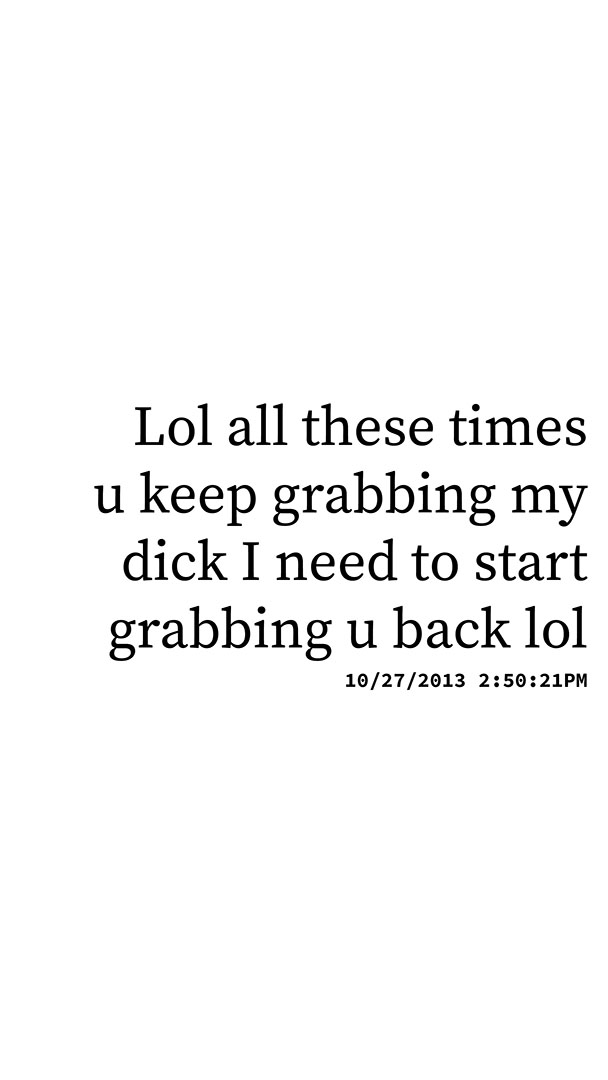 Lol all these times
u keep grabbing my
dick I need to start
grabbing u back lol
10/27/2013 2:50:21PM